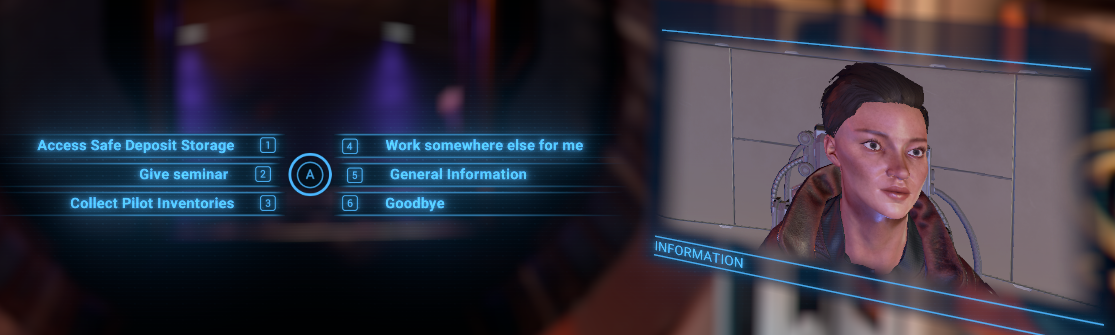 Access Safe Deposit Storage 1
Give seminar 2
Collect Pilot Inventories 3
A
4 Work somewhere else for me
5 General Information
6 Goodbye
INFORMATION